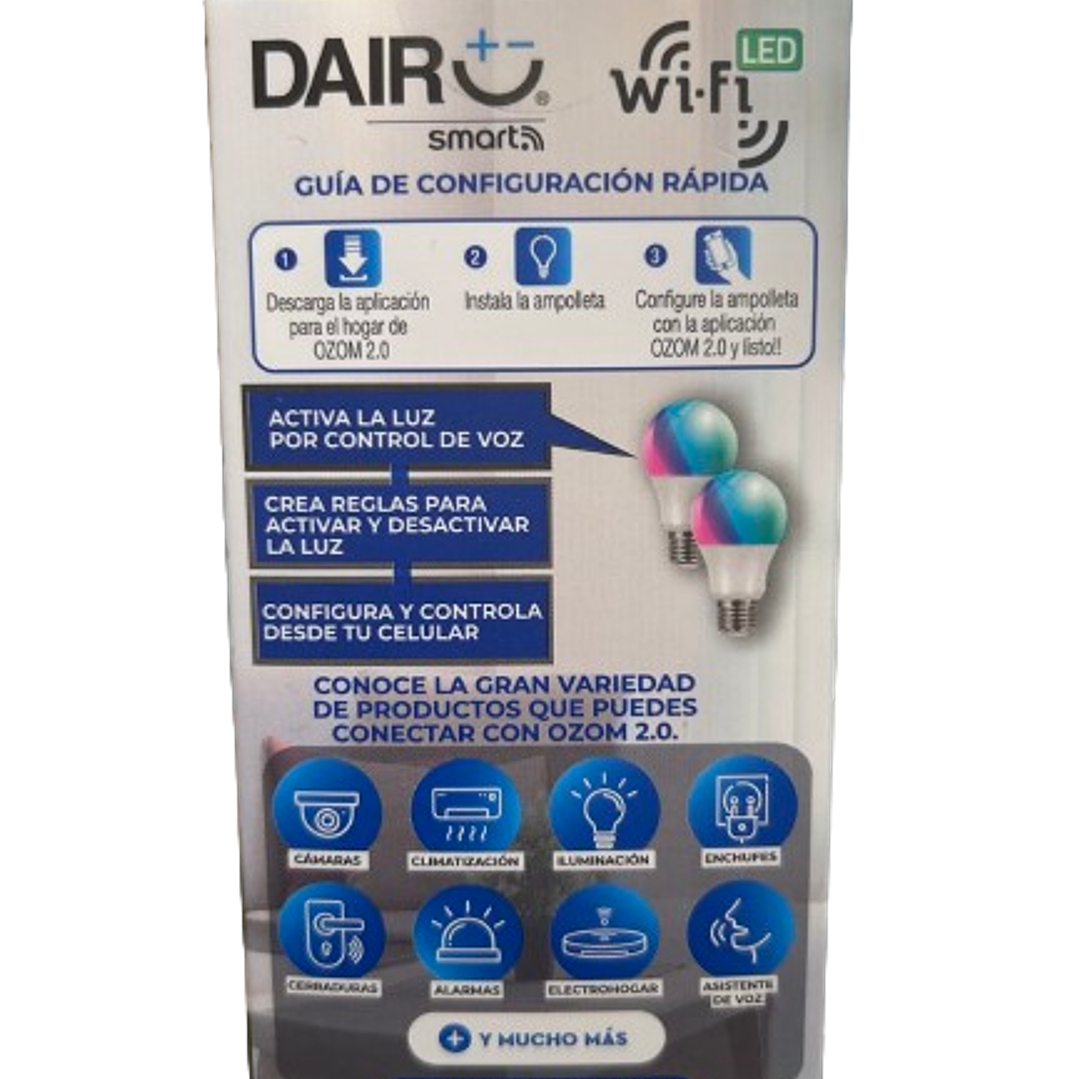 DAIRU®
smart
wi-fi LED
GUÍA DE CONFIGURACIÓN RÁPIDA
1
Descarga la aplicación
para el hogar de
OZOM 2.0
2
Instala la ampolleta
3
Configure la ampolleta
con la aplicación
OZOM 2.0 y listo!!
ACTIVA LA LUZ
POR CONTROL DE VOZ
CREA REGLAS PARA
ACTIVAR Y DESACTIVAR
LA LUZ
CONFIGURA Y CONTROLA
DESDE TU CELULAR
CONOCE LA GRAN VARIEDAD
DE PRODUCTOS QUE PUEDES
CONECTAR CON OZOM 2.0.
CÁMARAS
CLIMATIZACIÓN
ILUMINACIÓN
ENCHUFES
CERRADURAS
ALARMAS
ELECTROHOGAR
ASISTENTE
DE VOZ
+ Y MUCHO MÁS